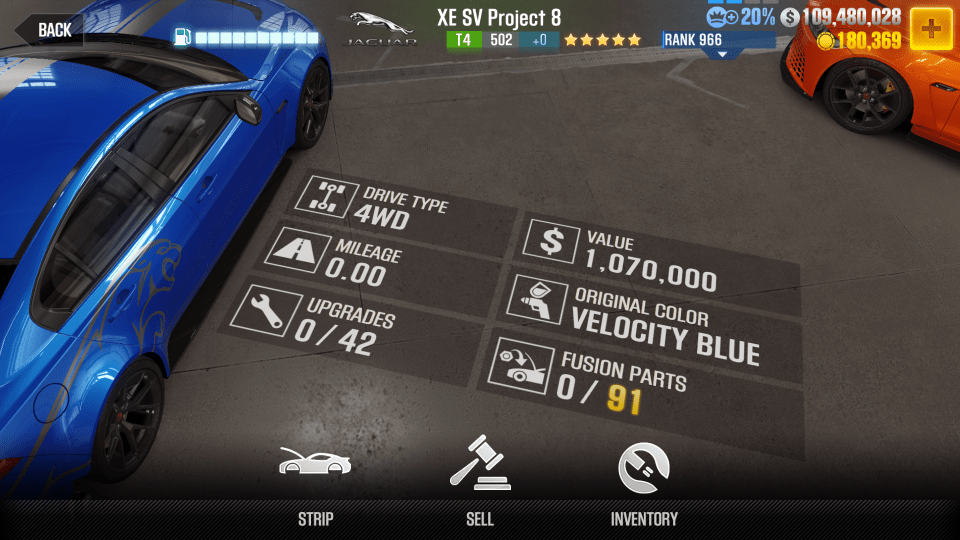 BACK
JAGUAR
XE SV Project 8
T4 502 +0
RANK 966
20%
$ 109,480,028
180,369
+
DRIVE TYPE
4WD
MILEAGE
0.00
UPGRADES
0 / 42
$
VALUE
1,070,000
ORIGINAL COLOR
VELOCITY BLUE
FUSION PARTS
0 / 91
STRIP
SELL
INVENTORY